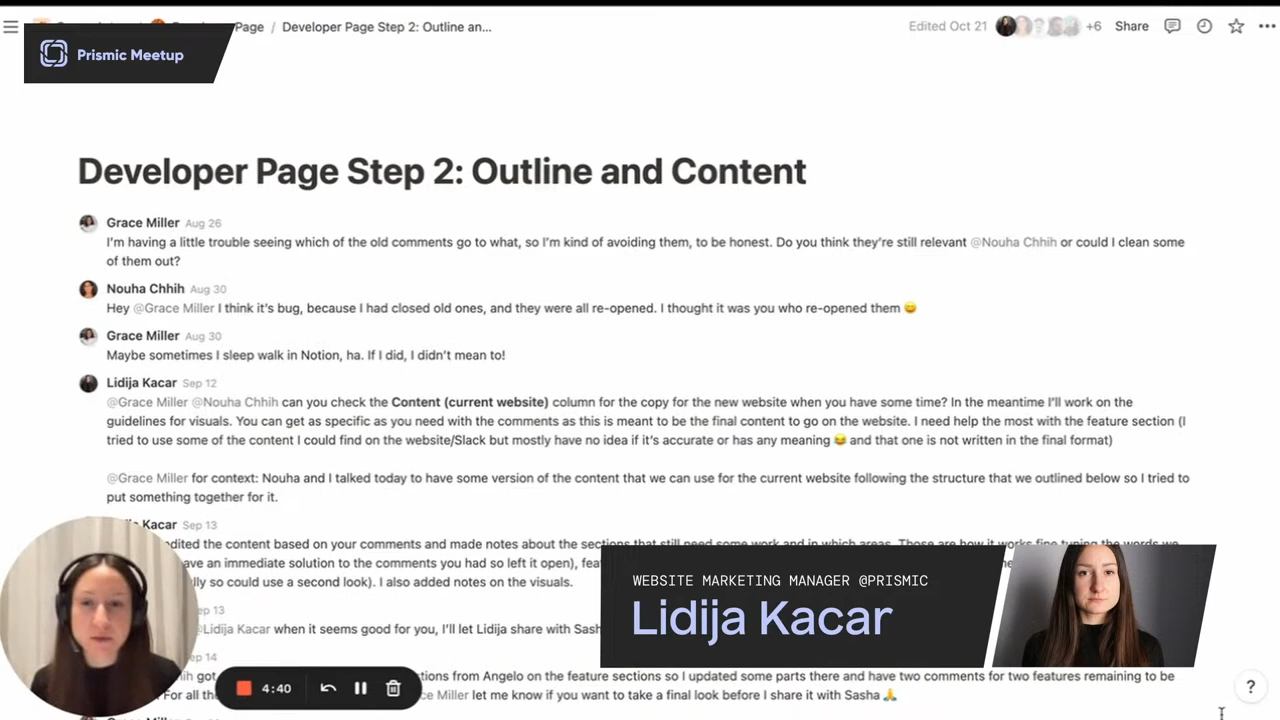 Page / Developer Page Step 2: Outline an...
Edited Oct 21
+6
Share
Prismic Meetup
Developer Page Step 2: Outline and Content
Grace Miller Aug 26
I'm having a little trouble seeing which of the old comments go to what, so I'm kind of avoiding them, to be honest. Do you think they're still relevant @Nouha Chhih or could I clean some
of them out?
Nouha Chhih Aug 30
Hey @Grace Miller I think it's bug, because I had closed old ones, and they were all re-opened. I thought it was you who re-opened them 😄
Grace Miller Aug 30
Maybe sometimes I sleep walk in Notion, ha. If I did, I didn't mean to!
Lidija Kacar Sep 12
@Grace Miller @Nouha Chhih can you check the Content (current website) column for the copy for the new website when you have some time? In the meantime I'll work on the
guidelines for visuals. You can get as specific as you need with the comments as this is meant to be the final content to go on the website. I need help the most with the feature section (I
tried to use some of the content I could find on the website/Slack but mostly have no idea if it's accurate or has any meaning 😂 and that one is not written in the final format)
@Grace Miller for context: Nouha and I talked today to have some version of the content that we can use for the current website following the structure that we outlined below so I tried to
put something together for it.
Kacar Sep 13
edited the content based on your comments and made notes about the sections that still need some work and in which areas. Those are how it works fine tuning the words we
have an immediate solution to the comments you had so left it open), fea
so could use a second look). I also added notes on the visuals.
13
@Lidija Kacar when it seems good for you, I'll let Lidija share with Sash
14
got
ctions from Angelo on the feature sections so I updated some parts there and have two comments for two features remaining to be
For all the
Miller let me know if you want to take a final look before I share it with Sasha 🙏
WEBSITE MARKETING MANAGER @PRISMIC
Lidija Kacar
4:40
?